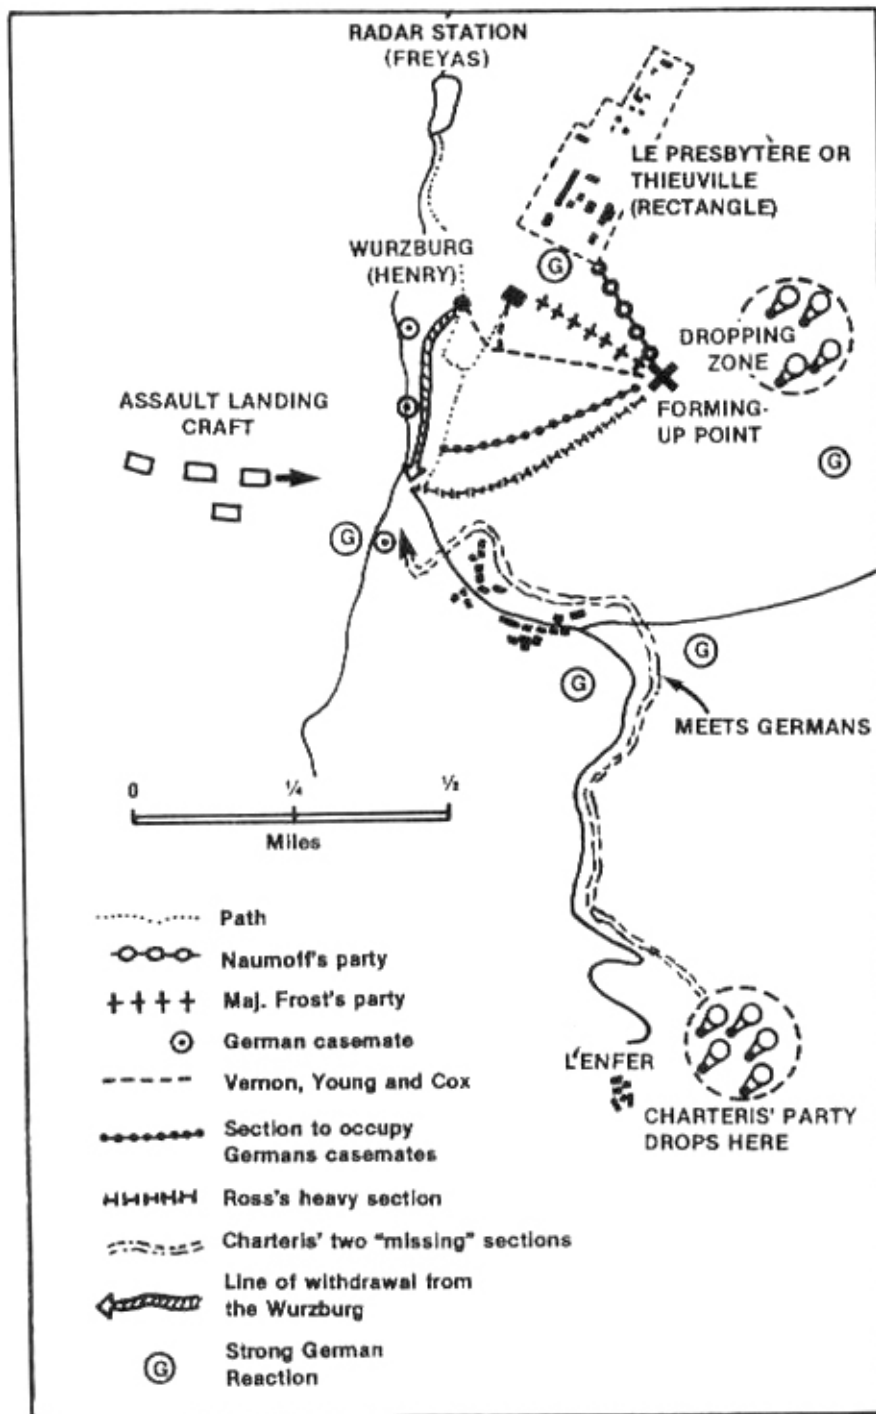 RADAR STATION
(FREYAS)
LE PRESBYTÈRE OR
THIEUVILLE
(RECTANGLE)
WURZBURG
(HENRY)
G
DROPPING
ZONE
ASSAULT LANDING
CRAFT
FORMING-
UP POINT
G
G
G
G
MEETS GERMANS
0 ¼ ½
Miles
Path
Naumoff's party
Maj. Frost's party
German casemate
Vernon, Young and Cox
Section to occupy
Germans casemates
Ross's heavy section
Charteris' two "missing" sections
Line of withdrawal from
the Wurzburg
G
Strong German
Reaction
L'ENFER
CHARTERIS' PARTY
DROPS HERE